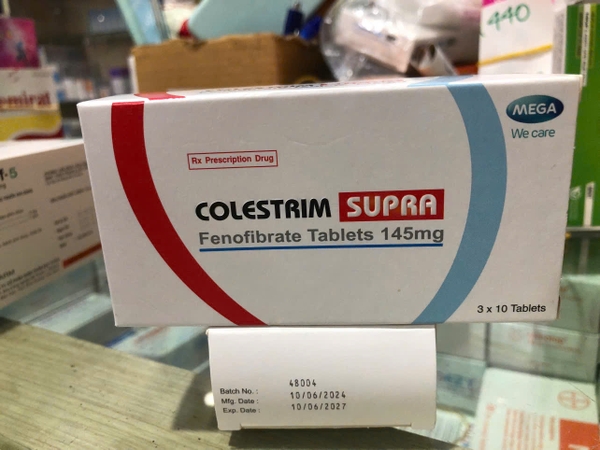 440
emirat
MEGA
We care
Rx Prescription Drug
COLESTRIM SUPRA
Fenofibrate Tablets 145mg
3 x 10 Tablets
Batch No. : 48004
Mfg. Date : 10/06/2024
Exp. Date : 10/06/2027